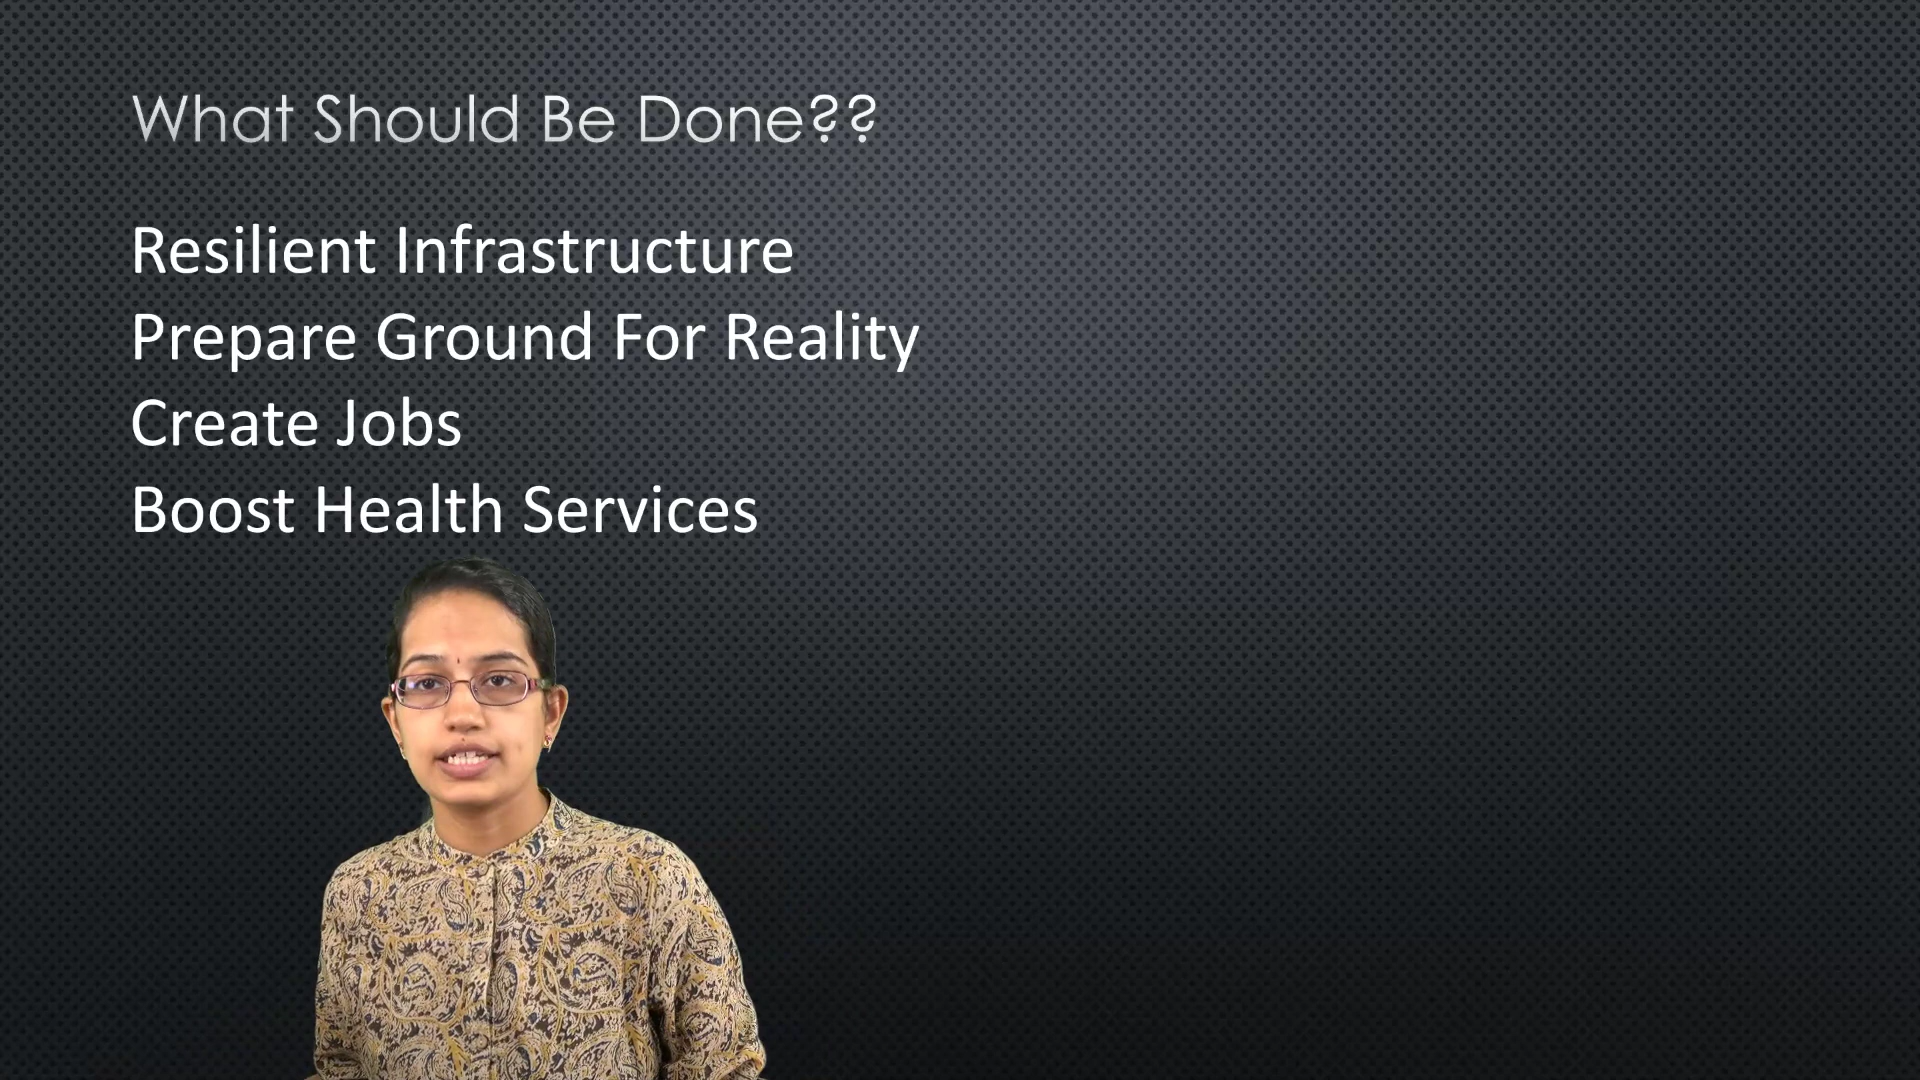 What Should Be Done??
Resilient Infrastructure
Prepare Ground For Reality
Create Jobs
Boost Health Services